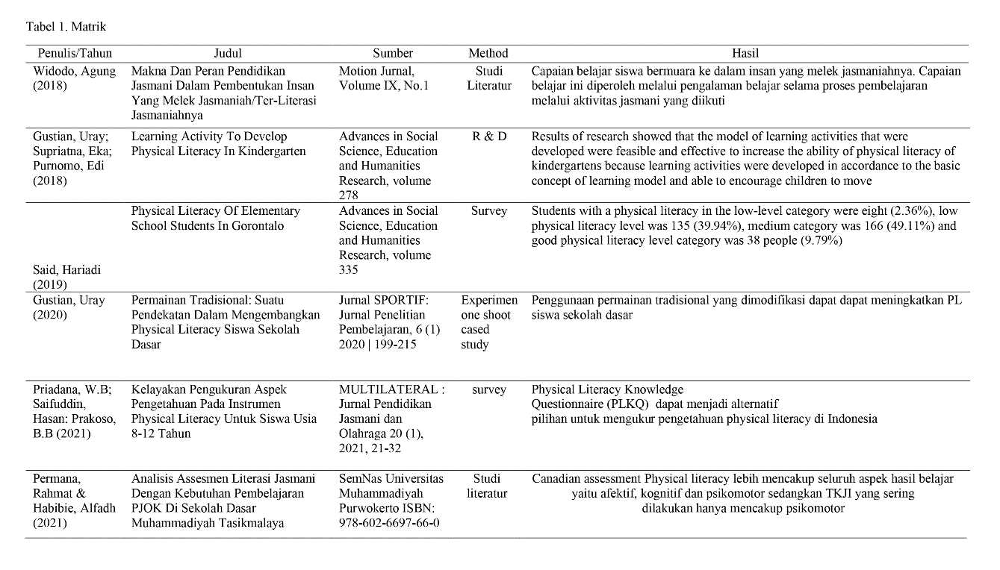 Tabel 1. Matrik
Penulis/Tahun Judul Sumber Method Hasil
Widodo, Agung
(2018)
Makna Dan Peran Pendidikan
Jasmani Dalam Pembentukan Insan
Yang Melek Jasmaniah/Ter-Literasi
Jasmaniahnya
Motion Jurnal,
Volume IX, No.1
Studi
Literatur
Capaian belajar siswa bermuara ke dalam insan yang melek jasmaniahnya. Capaian
belajar ini diperoleh melalui pengalaman belajar selama proses pembelajaran
melalui aktivitas jasmani yang diikuti
Gustian, Uray;
Supriatna, Eka;
Purnomo, Edi
(2018)
Learning Activity To Develop
Physical Literacy In Kindergarten
Advances in Social
Science, Education
and Humanities
Research, volume
278
R & D
Results of research showed that the model of learning activities that were
developed were feasible and effective to increase the ability of physical literacy of
kindergartens because learning activities were developed in accordance to the basic
concept of learning model and able to encourage children to move
Said, Hariadi
(2019)
Physical Literacy Of Elementary
School Students In Gorontalo
Advances in Social
Science, Education
and Humanities
Research, volume
335
Survey
Students with a physical literacy in the low-level category were eight (2.36%), low
physical literacy level was 135 (39.94%), medium category was 166 (49.11%) and
good physical literacy level category was 38 people (9.79%)
Gustian, Uray
(2020)
Permainan Tradisional: Suatu
Pendekatan Dalam Mengembangkan
Physical Literacy Siswa Sekolah
Dasar
Jurnal SPORTIF:
Jurnal Penelitian
Pembelajaran, 6 (1)
2020 | 199-215
Experimen
one shoot
cased
study
Penggunaan permainan tradisional yang dimodifikasi dapat dapat meningkatkan PL
siswa sekolah dasar
Priadana, W.B;
Saifuddin,
Hasan: Prakoso,
B.B (2021)
Kelayakan Pengukuran Aspek
Pengetahuan Pada Instrumen
Physical Literacy Untuk Siswa Usia
8-12 Tahun
MULTILATERAL :
Jurnal Pendidikan
Jasmani dan
Olahraga 20 (1),
2021, 21-32
survey
Physical Literacy Knowledge
Questionnaire (PLKQ) dapat menjadi alternatif
pilihan untuk mengukur pengetahuan physical literacy di Indonesia
Permana,
Rahmat &
Habibie, Alfadh
(2021)
Analisis Assesmen Literasi Jasmani
Dengan Kebutuhan Pembelajaran
PJOK Di Sekolah Dasar
Muhammadiyah Tasikmalaya
SemNas Universitas
Muhammadiyah
Purwokerto ISBN:
978-602-6697-66-0
Studi
literatur
Canadian assessment Physical literacy lebih mencakup seluruh aspek hasil belajar
yaitu afektif, kognitif dan psikomotor sedangkan TKJI yang sering
dilakukan hanya mencakup psikomotor